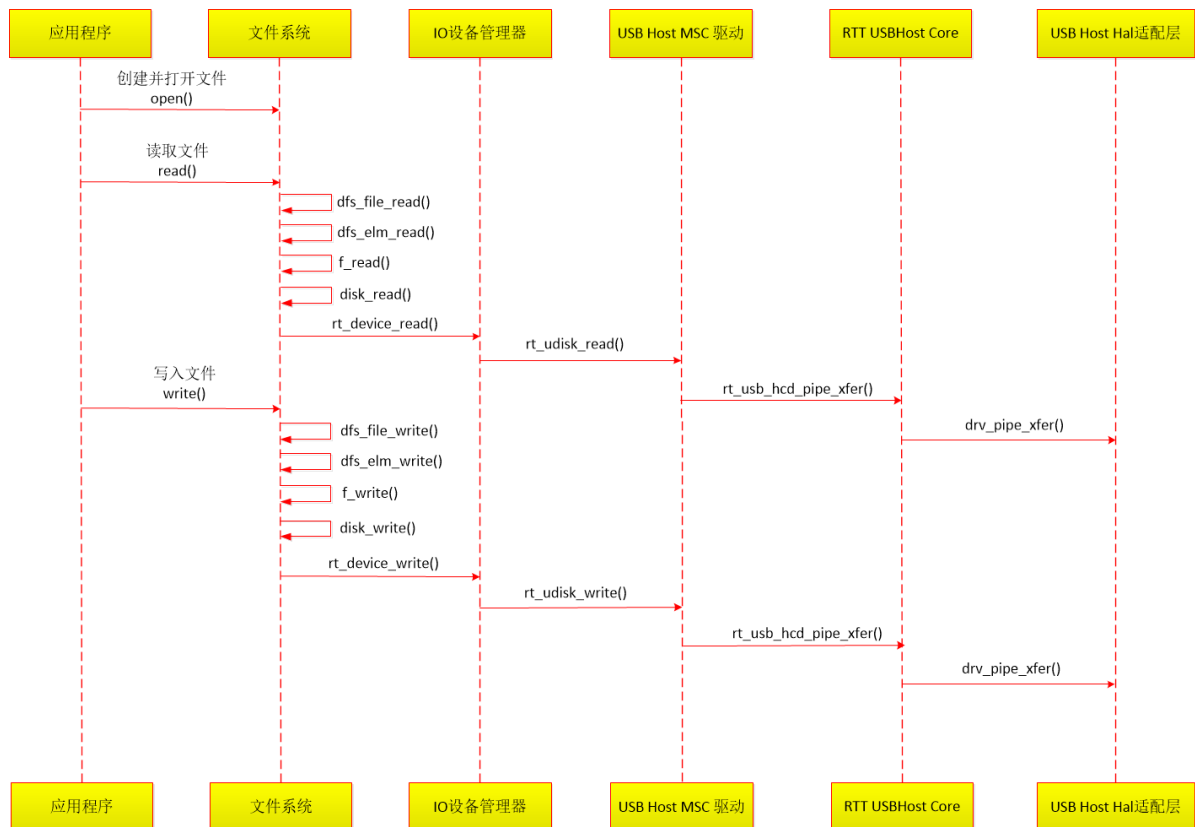 应用程序
文件系统
IO设备管理器
USB Host MSC 驱动
RTT USBHost Core
USB Host Hal适配层
创建并打开文件
open()
读取文件
read()
dfs_file_read()
dfs_elm_read()
f_read()
disk_read()
rt_device_read()
rt_udisk_read()
写入文件
write()
rt_usb_hcd_pipe_xfer()
drv_pipe_xfer()
dfs_file_write()
dfs_elm_write()
f_write()
disk_write()
rt_device_write()
rt_udisk_write()
rt_usb_hcd_pipe_xfer()
drv_pipe_xfer()
应用程序
文件系统
IO设备管理器
USB Host MSC 驱动
RTT USBHost Core
USB Host Hal适配层